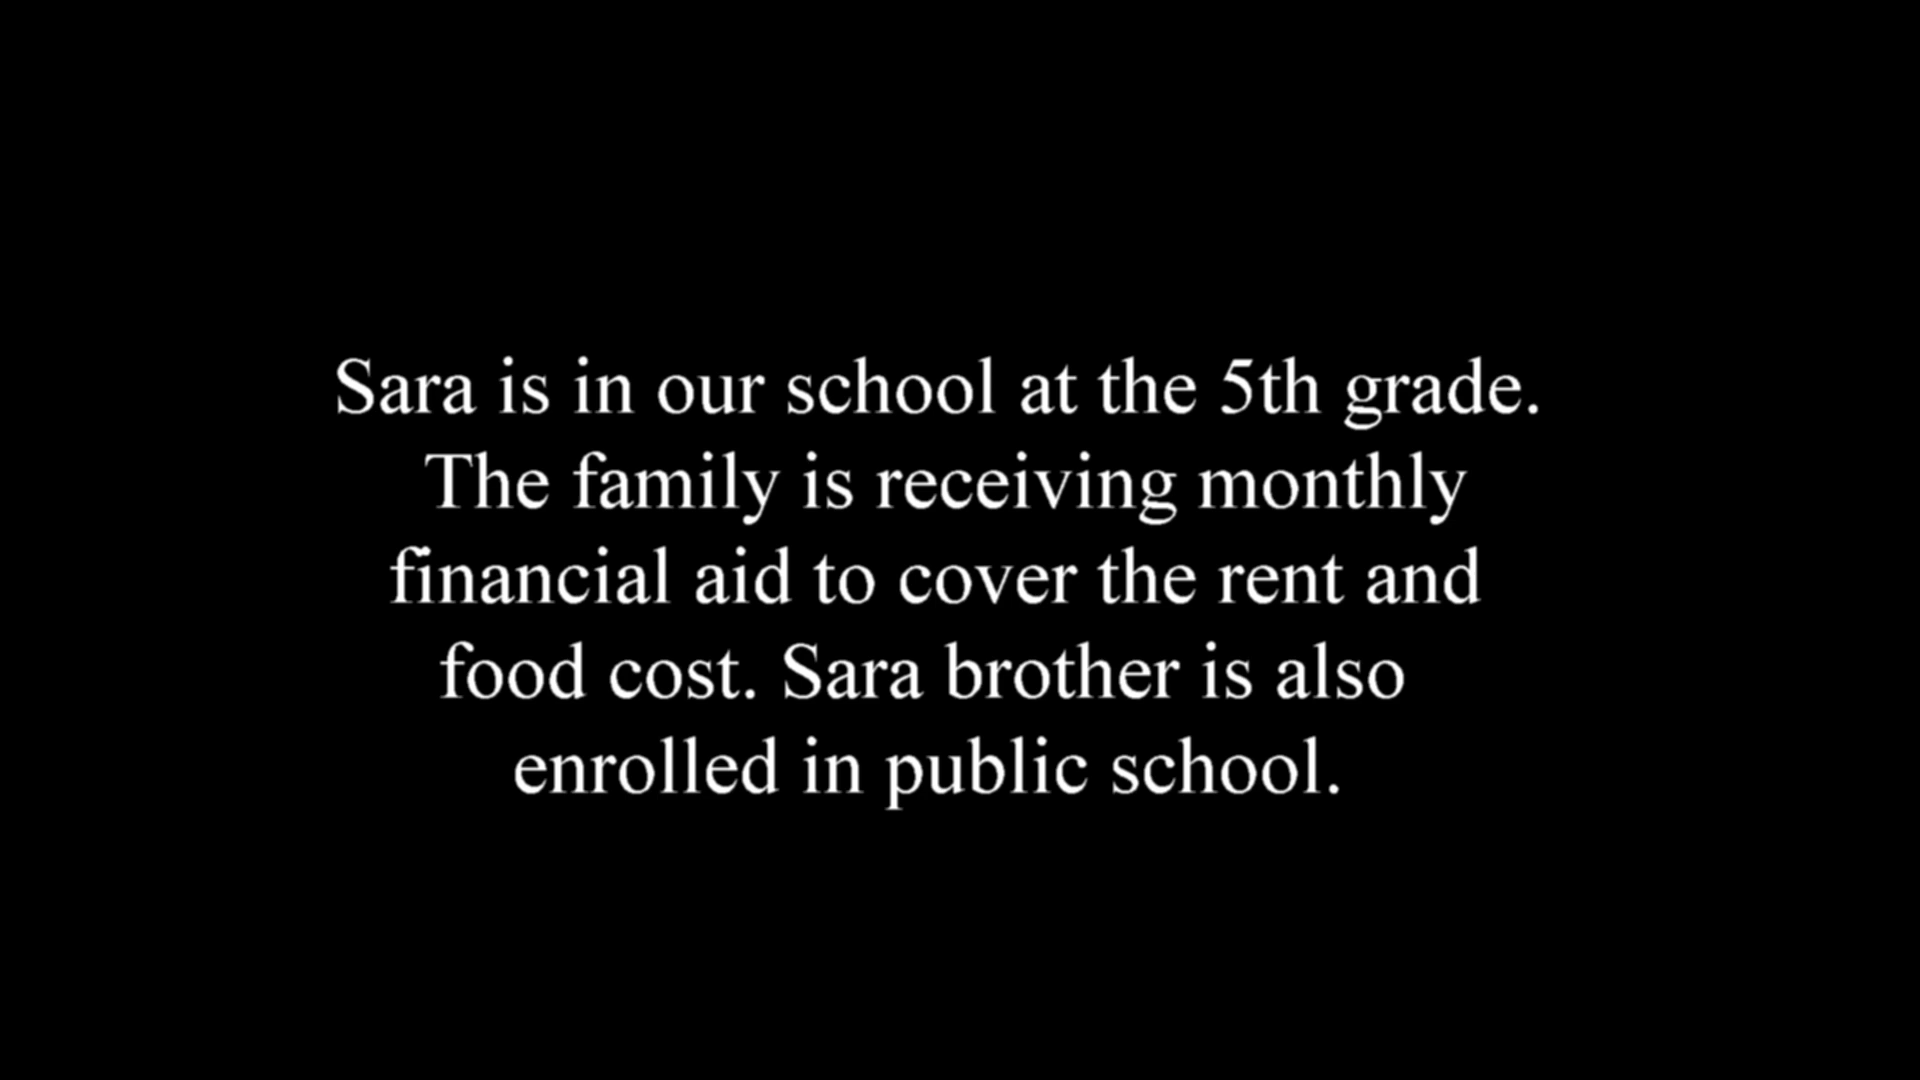 Sara is in our school at the 5th grade.
The family is receiving monthly
financial aid to cover the rent and
food cost. Sara brother is also
enrolled in public school.